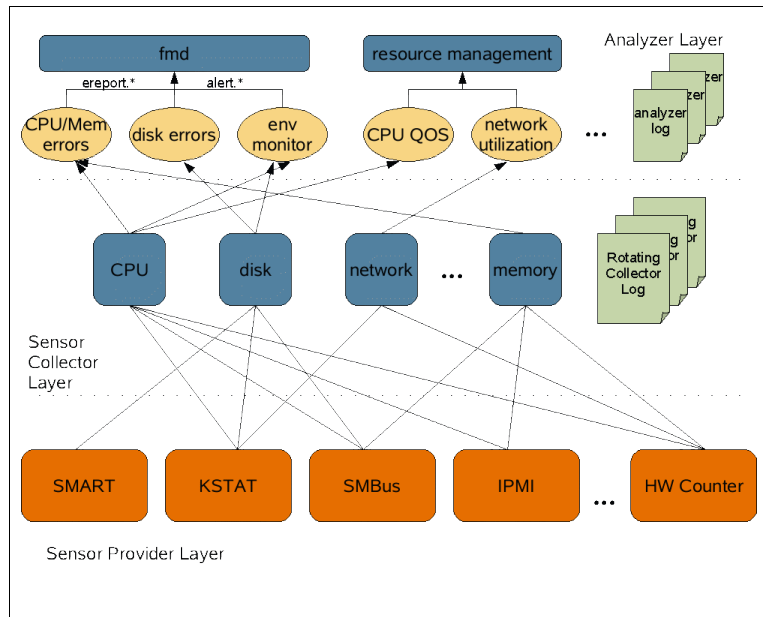 fmd
resource management
Analyzer Layer
ereport.*
alert.*
CPU/Mem
errors
disk errors
env
monitor
CPU QOS
network
utilization
...
analyzer
log
CPU
disk
network
...
memory
Rotating
Collector
Log
Sensor
Collector
Layer
SMART
KSTAT
SMBus
IPMI
...
HW Counter
Sensor Provider Layer